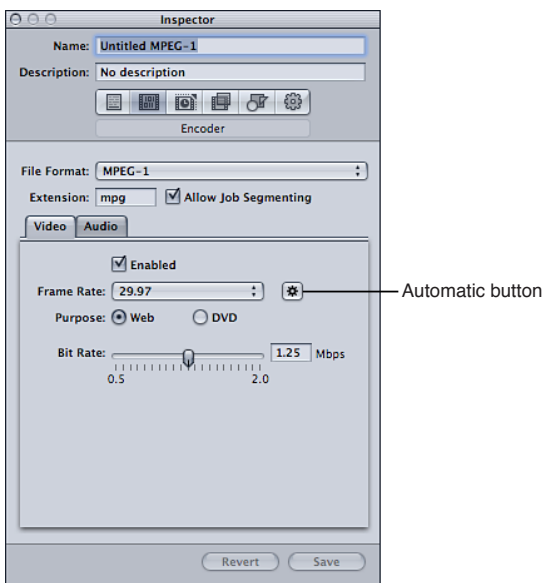 Inspector
Name: Untitled MPEG-1
Description: No description
Encoder
File Format: MPEG-1
Extension: mpg Allow Job Segmenting
Video Audio
Enabled
Frame Rate: 29.97 Automatic button
Purpose: Web DVD
Bit Rate: 1.25 Mbps
0.5 2.0
Revert Save